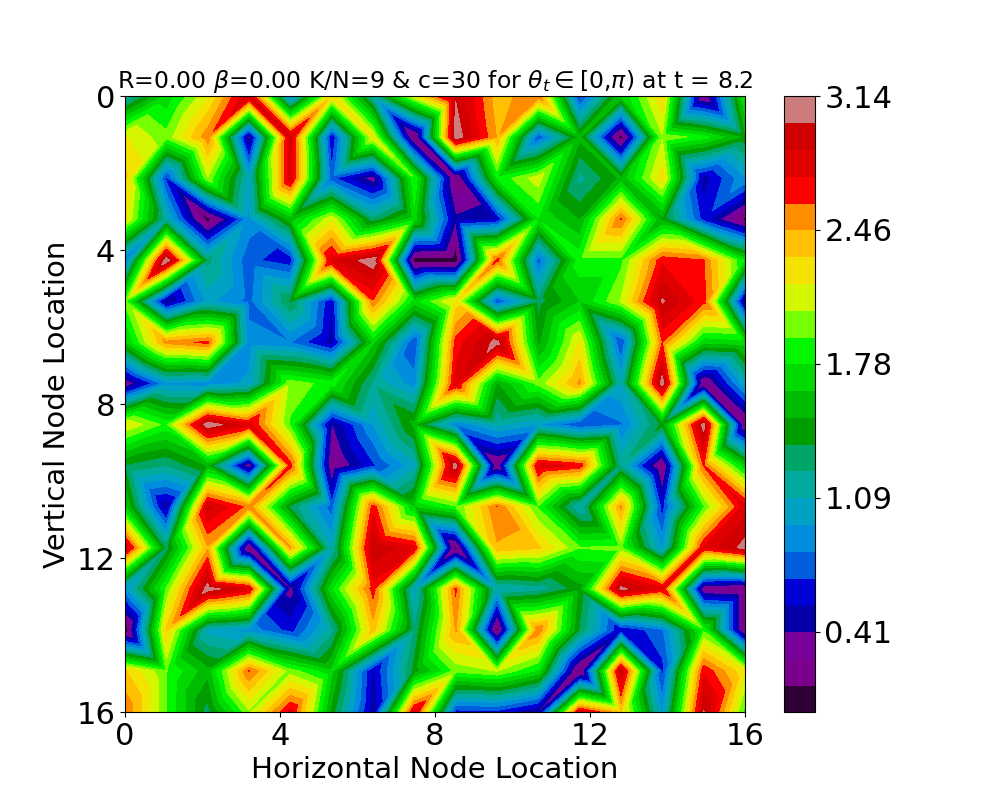 R=0.00 β=0.00 K/N=9 & c=30 for θₜ∈[0,π) at t = 8.2
0
4
8
12
16
Vertical Node Location
0 4 8 12 16
Horizontal Node Location
3.14
2.46
1.78
1.09
0.41